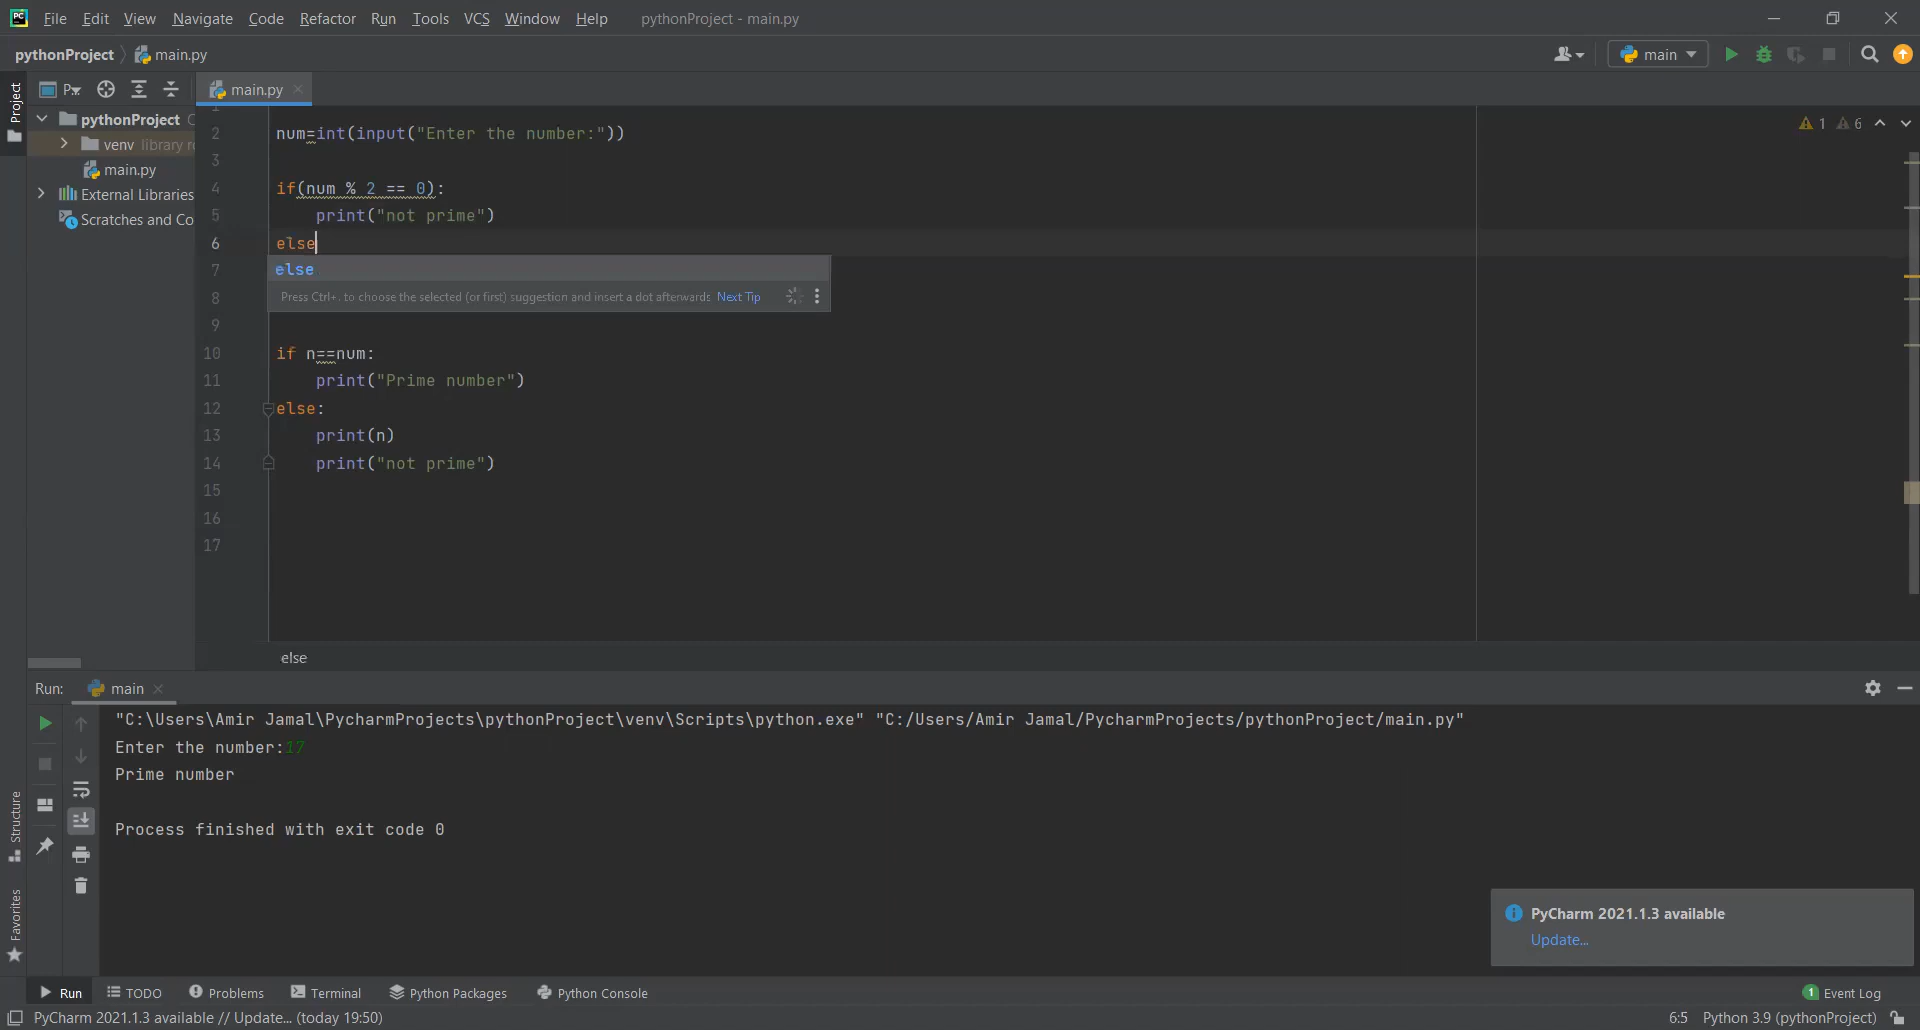 PC File Edit View Navigate Code Refactor Run Tools VCS Window Help pythonProject - main.py
pythonProject main.py main
Project P... main.py
pythonProject C
venv library ro
main.py
External Libraries
Scratches and Co
1
2 num=int(input("Enter the number:"))
3
4 if(num % 2 == 0):
5 print("not prime")
6 else
7 else
8 Press Ctrl+. to choose the selected (or first) suggestion and insert a dot afterwards Next Tip
9
10 if n==num:
11 print("Prime number")
12 else:
13 print(n)
14 print("not prime")
15
16
17
1 6
else
Run: main
"C:\Users\Amir Jamal\PycharmProjects\pythonProject\venv\Scripts\python.exe" "C:/Users/Amir Jamal/PycharmProjects/pythonProject/main.py"
Enter the number:17
Prime number
Process finished with exit code 0
Structure
Favorites
PyCharm 2021.1.3 available
Update...
Run TODO Problems Terminal Python Packages Python Console 1 Event Log
PyCharm 2021.1.3 available // Update... (today 19:50) 6:5 Python 3.9 (pythonProject)